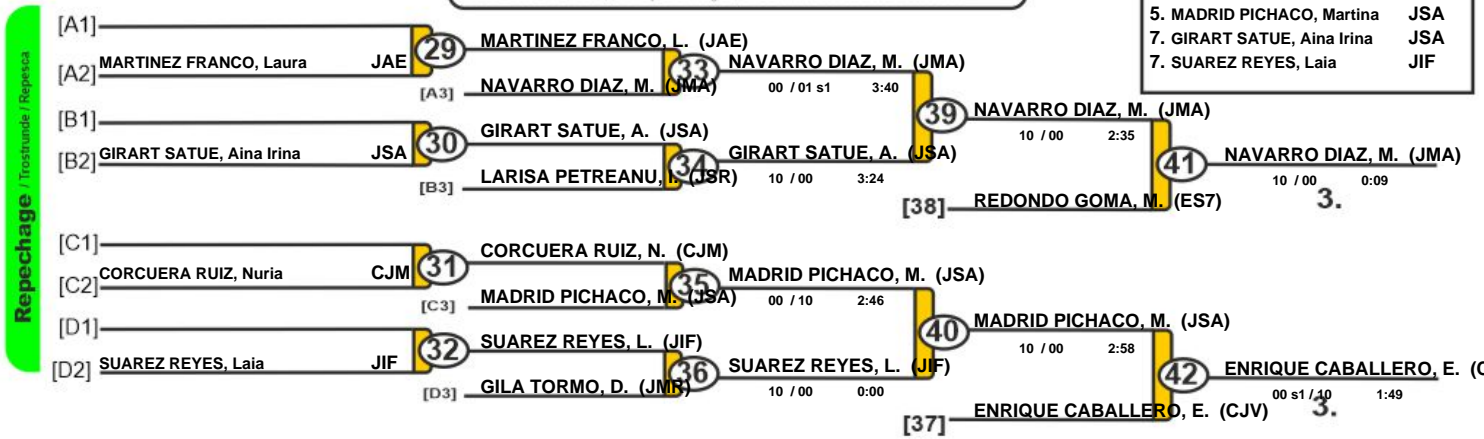 5. MADRID PICHACO, Martina JSA
7. GIRART SATUE, Aina Irina JSA
7. SUAREZ REYES, Laia JIF
Repechage / Trostrunde / Repesca
[A1]
[A2] MARTINEZ FRANCO, Laura JAE
29
MARTINEZ FRANCO, L. (JAE)
[A3] NAVARRO DIAZ, M. (JMA)
33
NAVARRO DIAZ, M. (JMA)
00 / 01 s1 3:40
[B1]
[B2] GIRART SATUE, Aina Irina JSA
30
GIRART SATUE, A. (JSA)
[B3] LARISA PETREANU, I. (JSR)
34
GIRART SATUE, A. (JSA)
10 / 00 3:24
39
NAVARRO DIAZ, M. (JMA)
10 / 00 2:35
[38] REDONDO GOMA, M. (ES7)
41
NAVARRO DIAZ, M. (JMA)
10 / 00 0:09
3.
[C1]
[C2] CORCUERA RUIZ, Nuria CJM
31
CORCUERA RUIZ, N. (CJM)
[C3] MADRID PICHACO, M. (JSA)
35
MADRID PICHACO, M. (JSA)
00 / 10 2:46
[D1]
[D2] SUAREZ REYES, Laia JIF
32
SUAREZ REYES, L. (JIF)
[D3] GILA TORMO, D. (JMR)
36
SUAREZ REYES, L. (JIF)
10 / 00 0:00
40
MADRID PICHACO, M. (JSA)
10 / 00 2:58
[37] ENRIQUE CABALLERO, E. (CJV)
42
ENRIQUE CABALLERO, E.
00 s1 / 10 1:49
3.